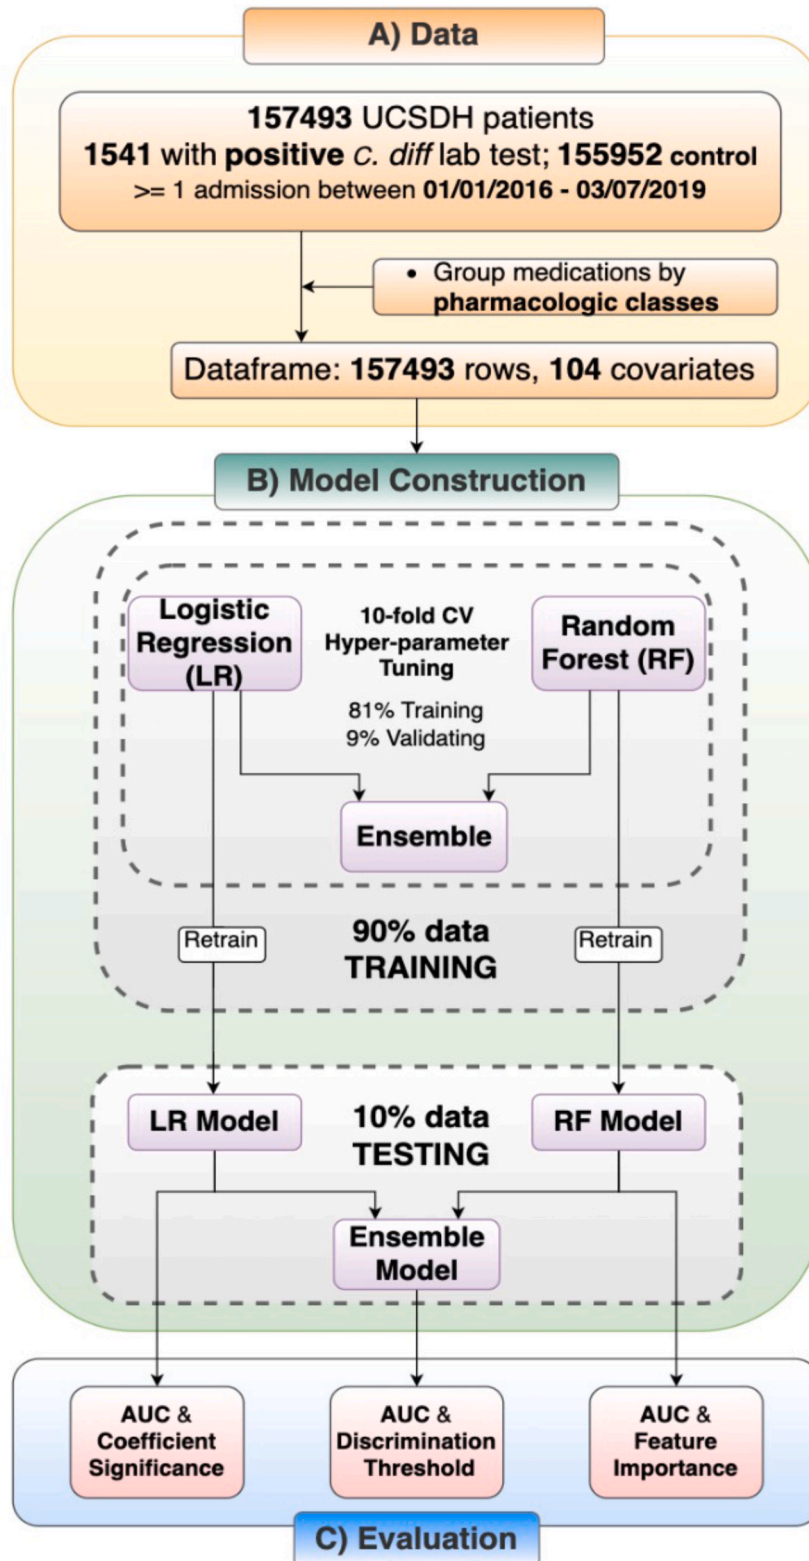 A) Data
157493 UCSDH patients
1541 with positive C. diff lab test; 155952 control
>= 1 admission between 01/01/2016 - 03/07/2019
• Group medications by
pharmacologic classes
Dataframe: 157493 rows, 104 covariates
B) Model Construction
Logistic
Regression
(LR)
10-fold CV
Hyper-parameter
Tuning
81% Training
9% Validating
Random
Forest (RF)
Ensemble
Retrain
90% data
TRAINING
Retrain
LR Model
10% data
TESTING
RF Model
Ensemble
Model
AUC &
Coefficient
Significance
AUC &
Discrimination
Threshold
AUC &
Feature
Importance
C) Evaluation